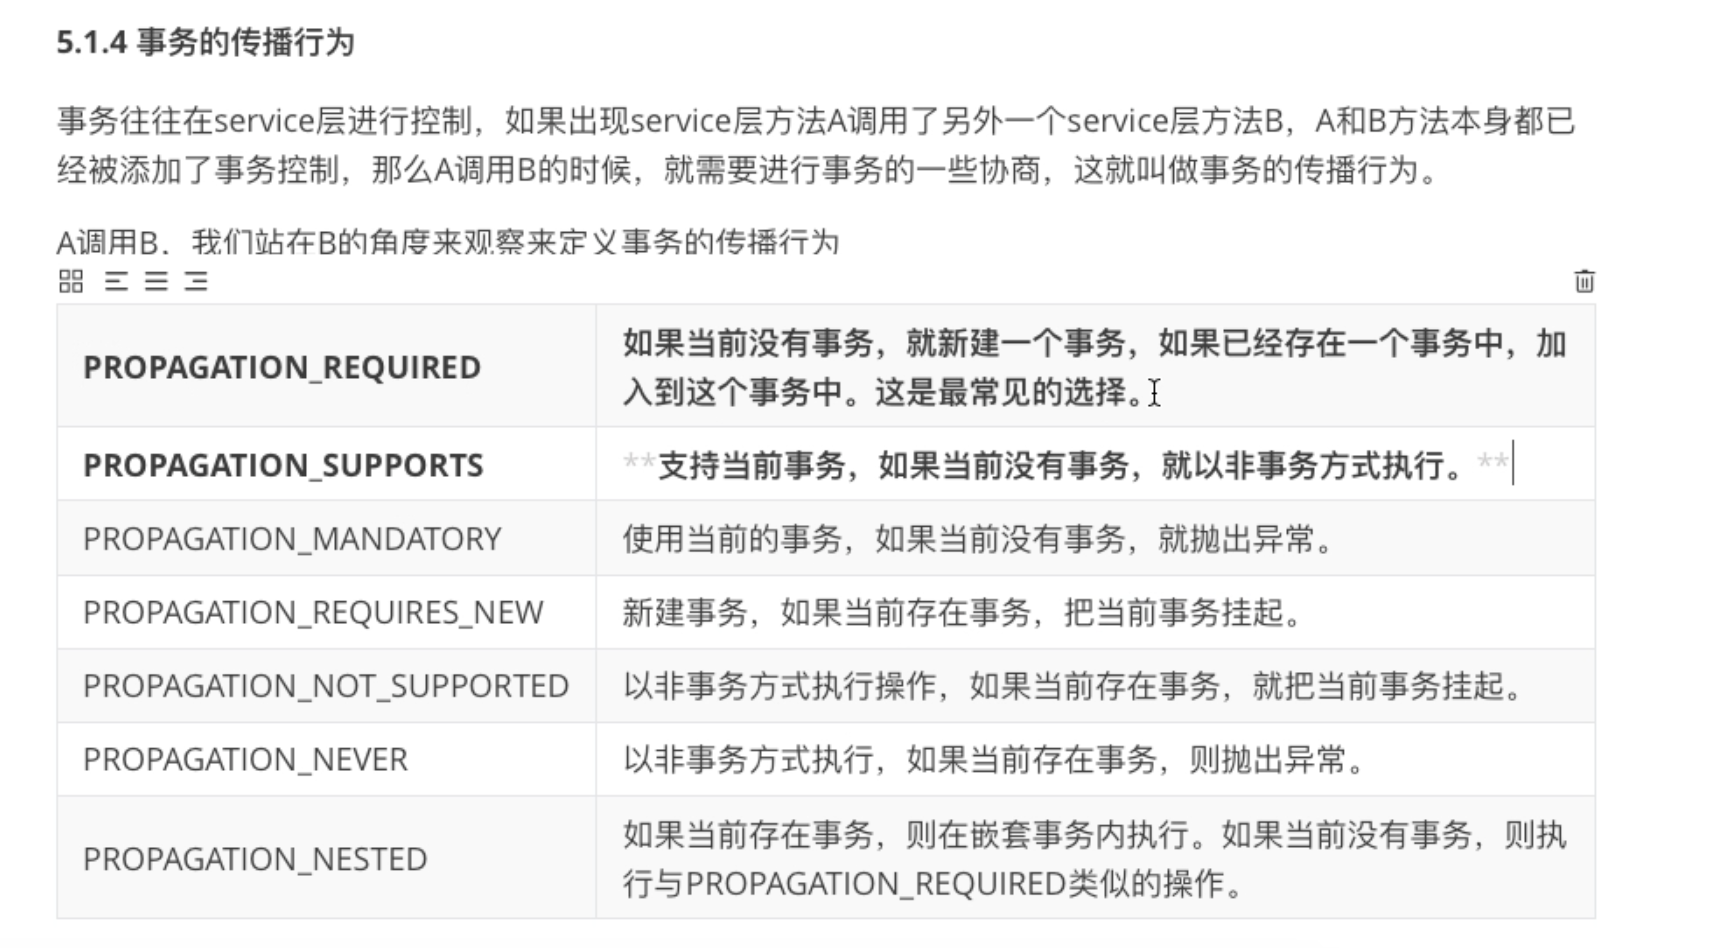 5.1.4 事务的传播行为
事务往往在service层进行控制，如果出现service层方法A调用了另外一个service层方法B，A和B方法本身都已
经被添加了事务控制，那么A调用B的时候，就需要进行事务的一些协商，这就叫做事务的传播行为。
A调用B，我们站在B的角度来观察来定义事务的传播行为
PROPAGATION_REQUIRED
如果当前没有事务，就新建一个事务，如果已经存在一个事务中，加
入到这个事务中。这是最常见的选择。
PROPAGATION_SUPPORTS
**支持当前事务，如果当前没有事务，就以非事务方式执行。**
PROPAGATION_MANDATORY
使用当前的事务，如果当前没有事务，就抛出异常。
PROPAGATION_REQUIRES_NEW
新建事务，如果当前存在事务，把当前事务挂起。
PROPAGATION_NOT_SUPPORTED
以非事务方式执行操作，如果当前存在事务，就把当前事务挂起。
PROPAGATION_NEVER
以非事务方式执行，如果当前存在事务，则抛出异常。
PROPAGATION_NESTED
如果当前存在事务，则在嵌套事务内执行。如果当前没有事务，则执
行与PROPAGATION_REQUIRED类似的操作。